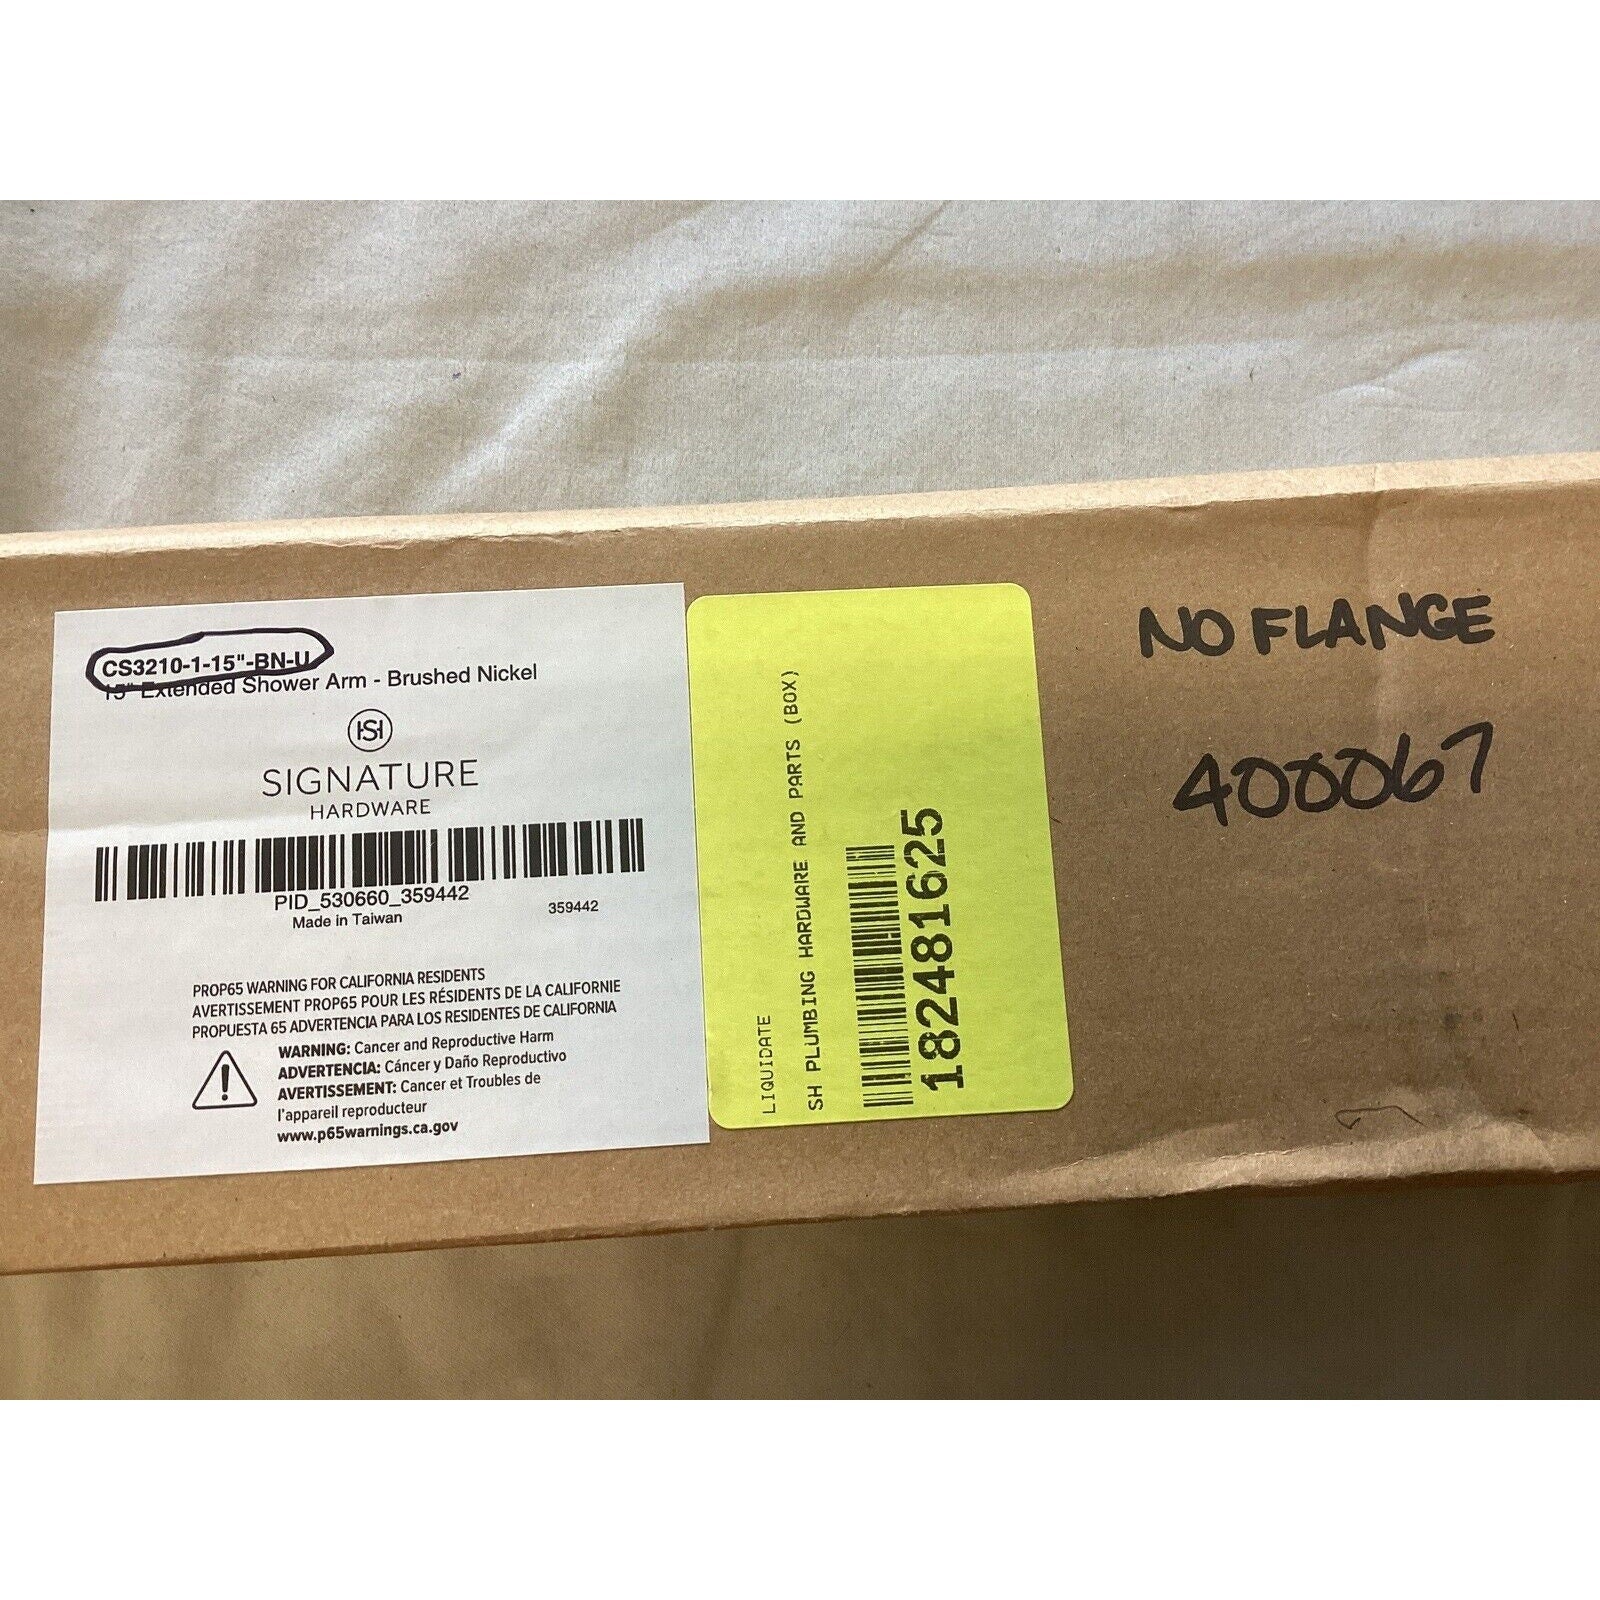 CS3210-1-15"-BN-U
15" Extended Shower Arm - Brushed Nickel
SIGNATURE
HARDWARE
PID_530660_359442
Made in Taiwan
359442
PROP65 WARNING FOR CALIFORNIA RESIDENTS
AVERTISSEMENT PROP65 POUR LES RÉSIDENTS DE LA CALIFORNIE
PROPUESTA 65 ADVERTENCIA PARA LOS RESIDENTES DE CALIFORNIA
WARNING: Cancer and Reproductive Harm
ADVERTENCIA: Cáncer y Daño Reproductivo
AVERTISSEMENT: Cancer et Troubles de
l'appareil reproducteur
www.p65warnings.ca.gov
LIQUIDATE
SH PLUMBING HARDWARE AND PARTS (BOX)
182481625
NO FLANGE
400067